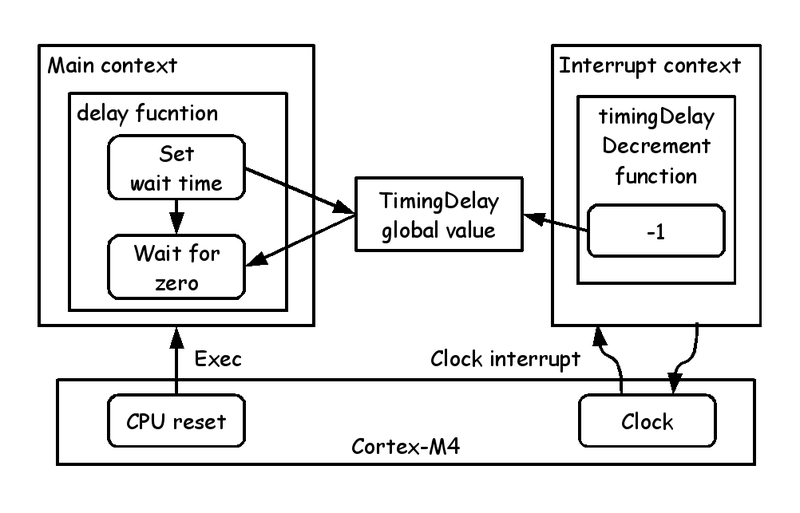 Main context
delay fucntion
Set
wait time
Wait for
zero
TimingDelay
global value
Interrupt context
timingDelay
Decrement
function
-1
Exec
Clock interrupt
CPU reset
Clock
Cortex-M4